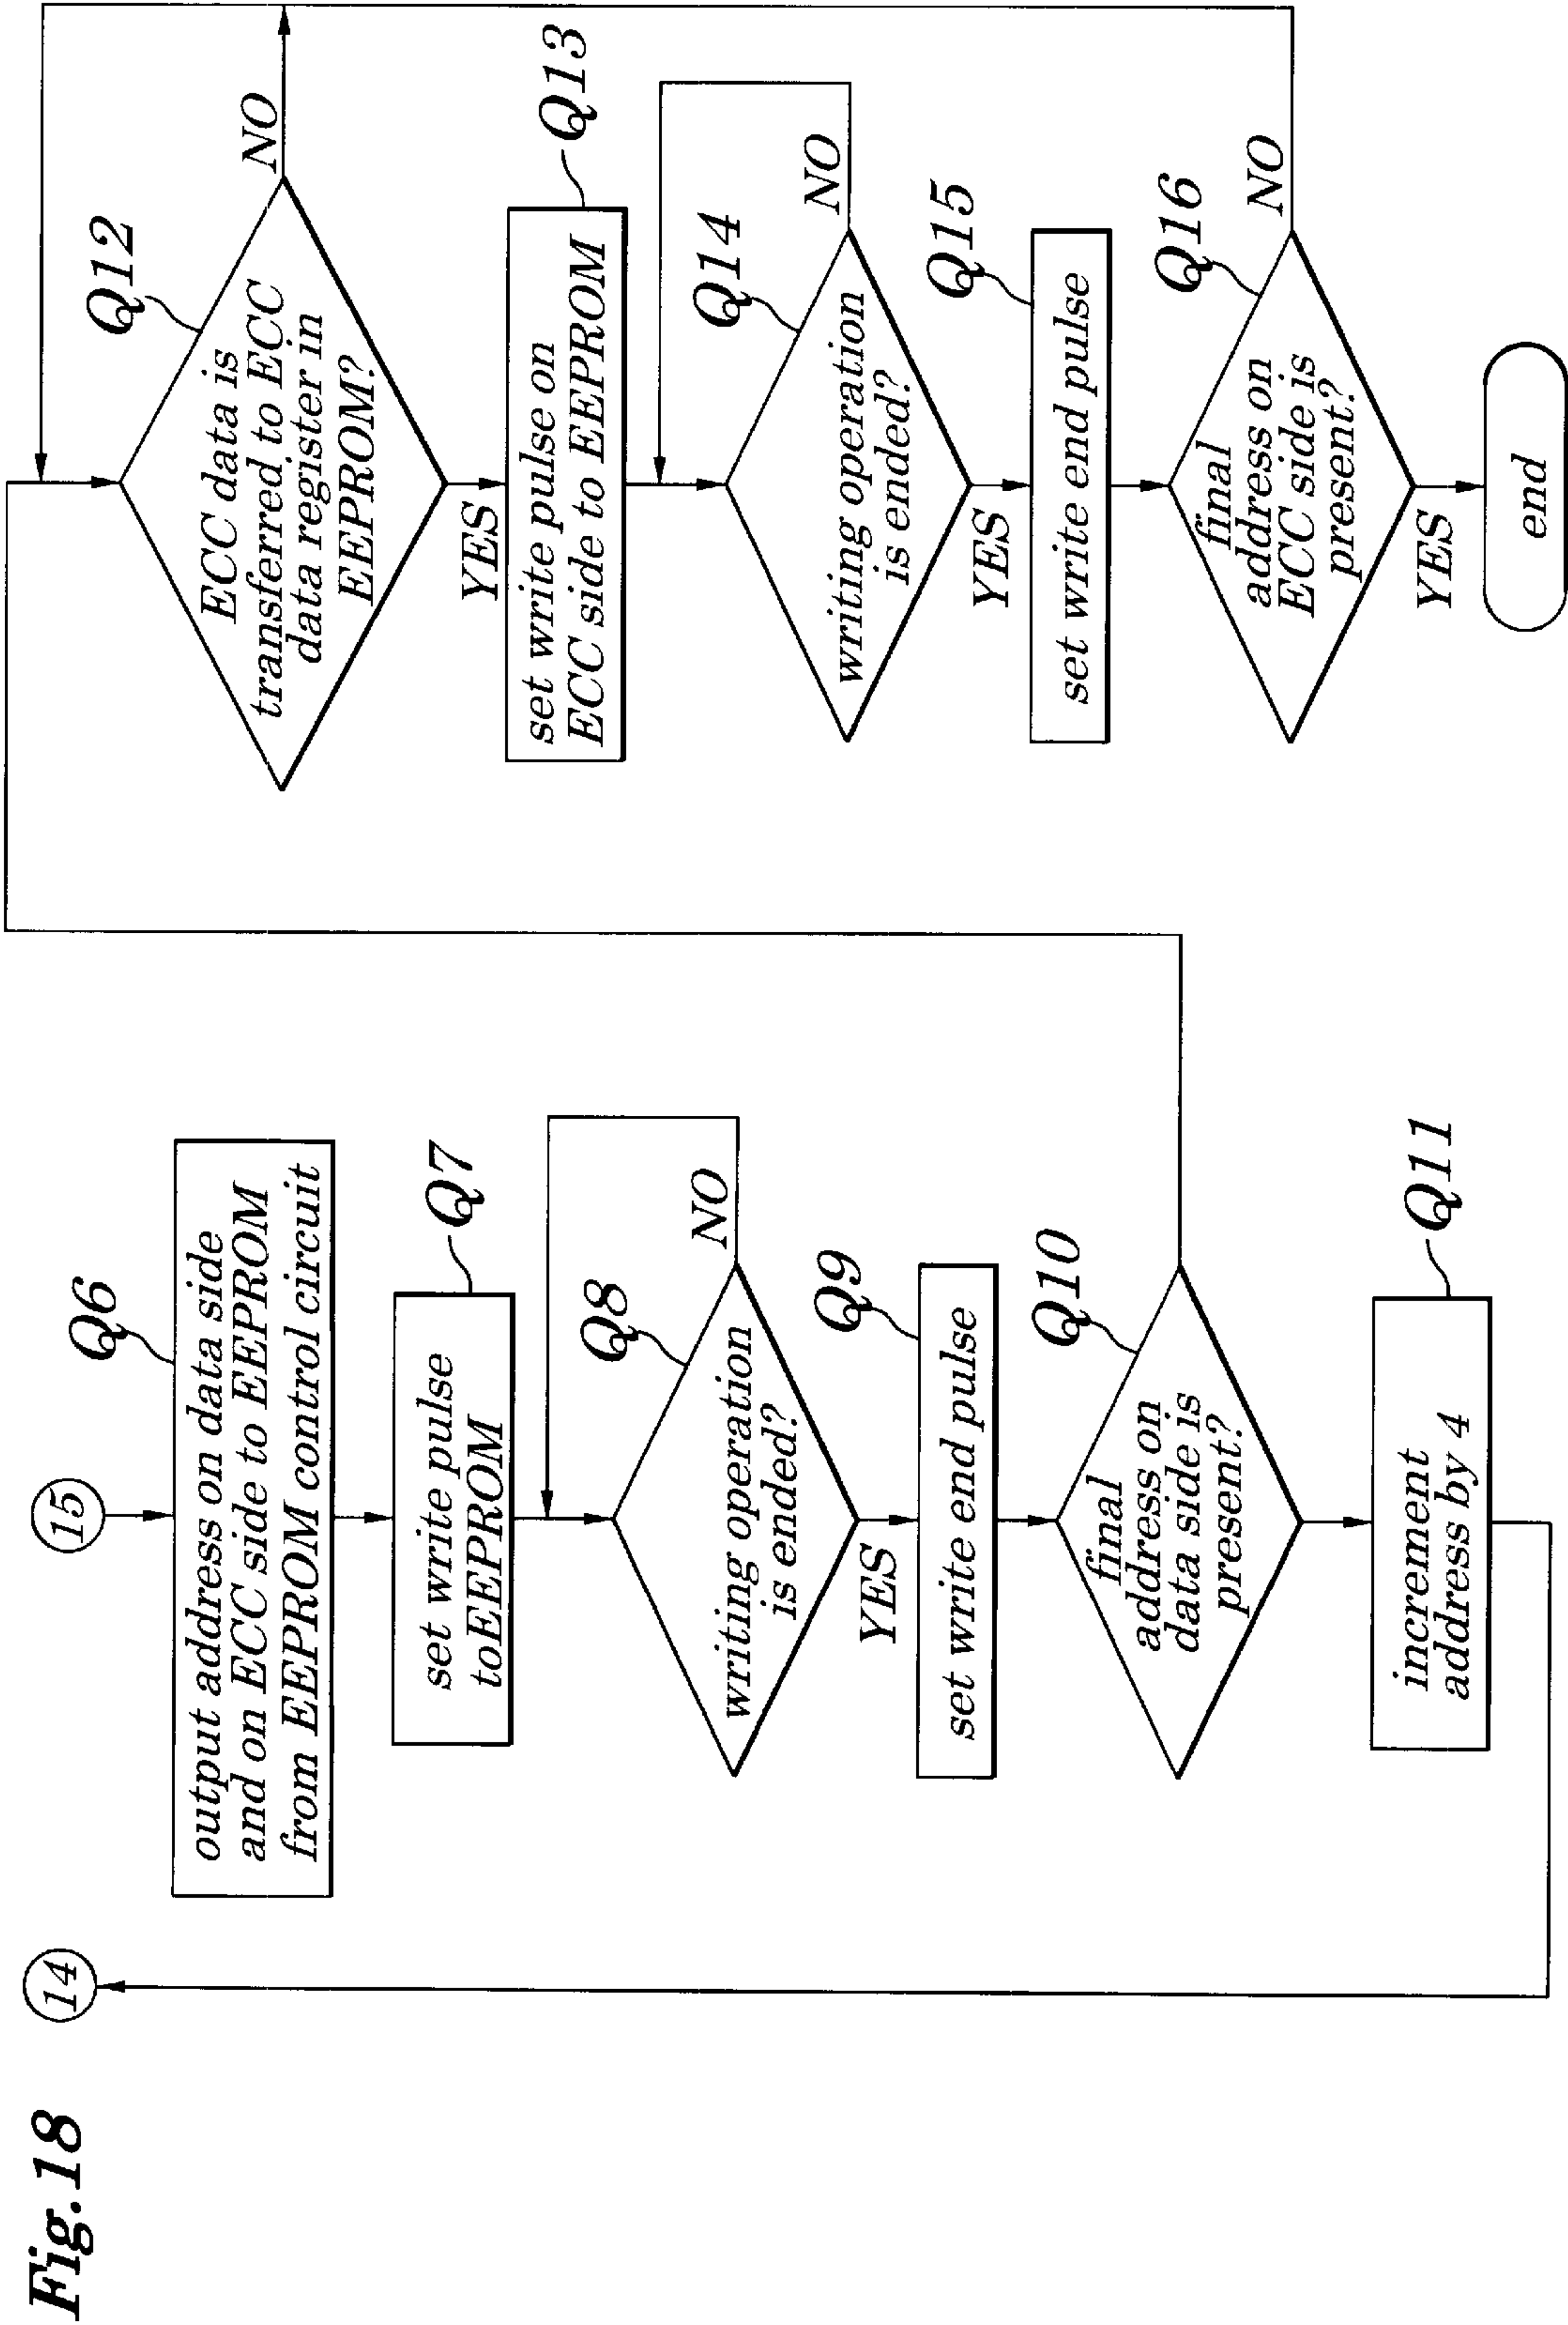 Fig.18
14
15
Q6
output address on data side
and on ECC side to EEPROM
from EEPROM control circuit
Q7
set write pulse
toEEPROM
Q8
writing operation
is ended?
NO
YES
Q9
set write end pulse
Q10
final
address on
data side is
present?
Q11
increment
address by 4
Q12
ECC data is
transferred to ECC
data register in
EEPROM?
NO
YES
Q13
set write pulse on
ECC side to EEPROM
Q14
writing operation
is ended?
NO
YES
Q15
set write end pulse
Q16
final
address on
ECC side is
present?
NO
YES
end